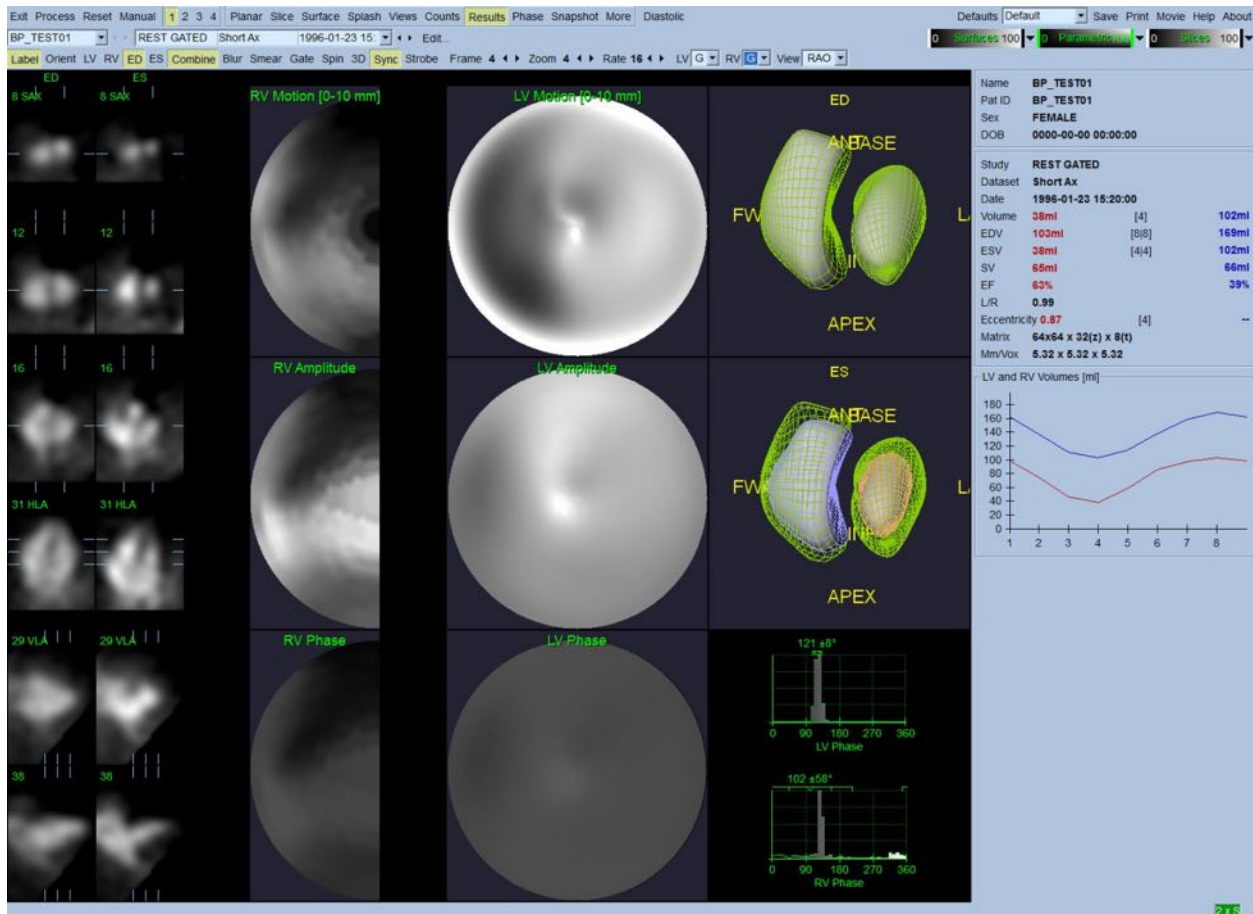 Exit Process Reset Manual 1 2 3 4 Planar Slice Surface Splash Views Counts Results Phase Snapshot More Diastolic Defaults Default Save Print Movie Help About
BP_TEST01 REST GATED Short Ax 1996-01-23 15: Edit... 0 Surfaces 100 0 Parametric 0 Slices 100
Label Orient LV RV ED ES Combine Blur Smear Gate Spin 3D Sync Strobe Frame 4 Zoom 4 Rate 16 LV G RV G View RAO
ED ES
8 SAX 8 SAX
12 12
16 16
31 HLA 31 HLA
29 VLA 29 VLA
38 38
RV Motion [0-10 mm] LV Motion [0-10 mm] ED
ANT BASE
FW
APEX
RV Amplitude LV Amplitude ES
BASE
FW
APEX
RV Phase LV Phase
121 ±6°
0 90 180 270 360
LV Phase
102 ±58°
0 90 180 270 360
RV Phase
Name BP_TEST01
Pat ID BP_TEST01
Sex FEMALE
DOB 0000-00-00 00:00:00
Study REST GATED
Dataset Short Ax
Date 1996-01-23 15:20:00
Volume 38ml [4] 102ml
EDV 103ml [8|8] 169ml
ESV 38ml [4|4] 102ml
SV 65ml 66ml
EF 63% 39%
L/R 0.99
Eccentricity 0.87 [4] --
Matrix 64x64 x 32(z) x 8(t)
Mm/Vox 5.32 x 5.32 x 5.32
LV and RV Volumes [ml]
180
160
140
120
100
80
60
40
20
0
1 2 3 4 5 6 7 8
2 x S